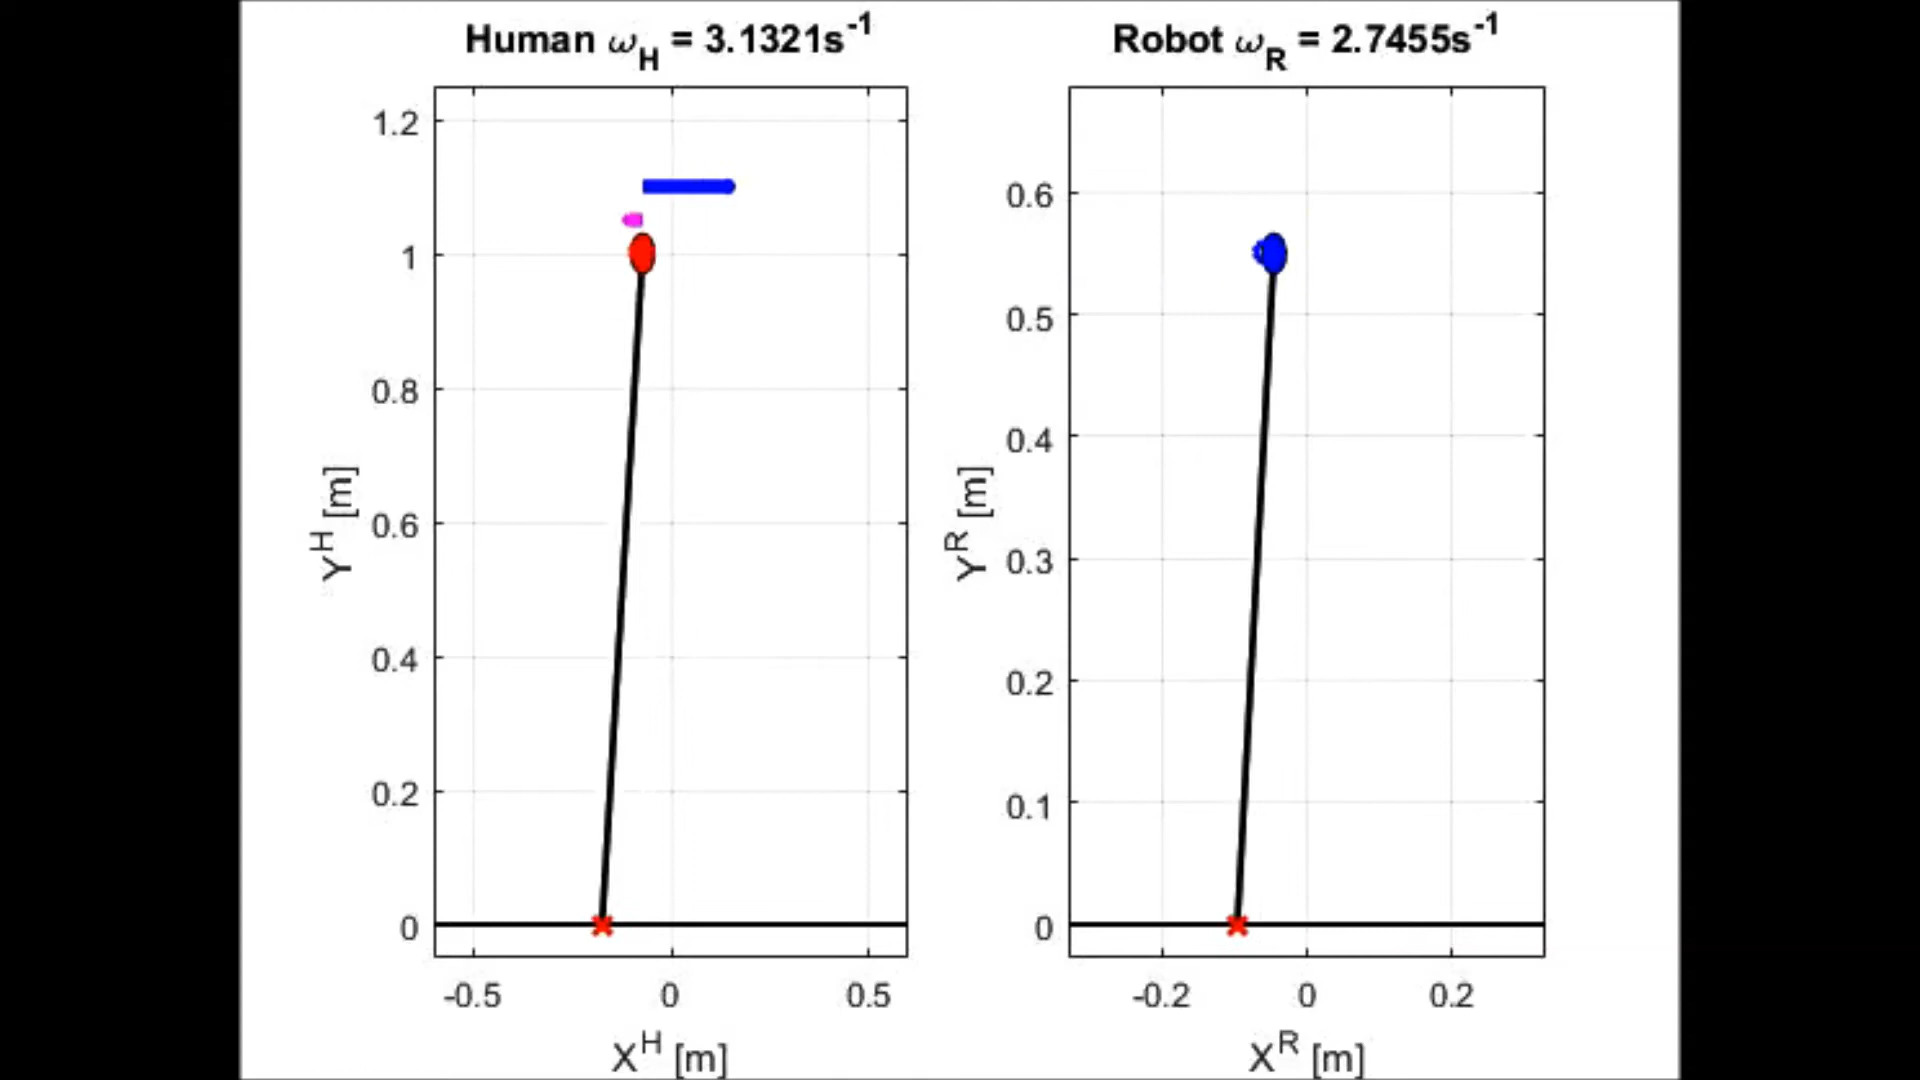 Human ω_H = 3.1321s^-1
1.2
1
0.8
0.6
0.4
0.2
0
-0.5 0 0.5
Y^H [m]
X^H [m]
Robot ω_R = 2.7455s^-1
0.6
0.5
0.4
0.3
0.2
0.1
0
-0.2 0 0.2
Y^R [m]
X^R [m]